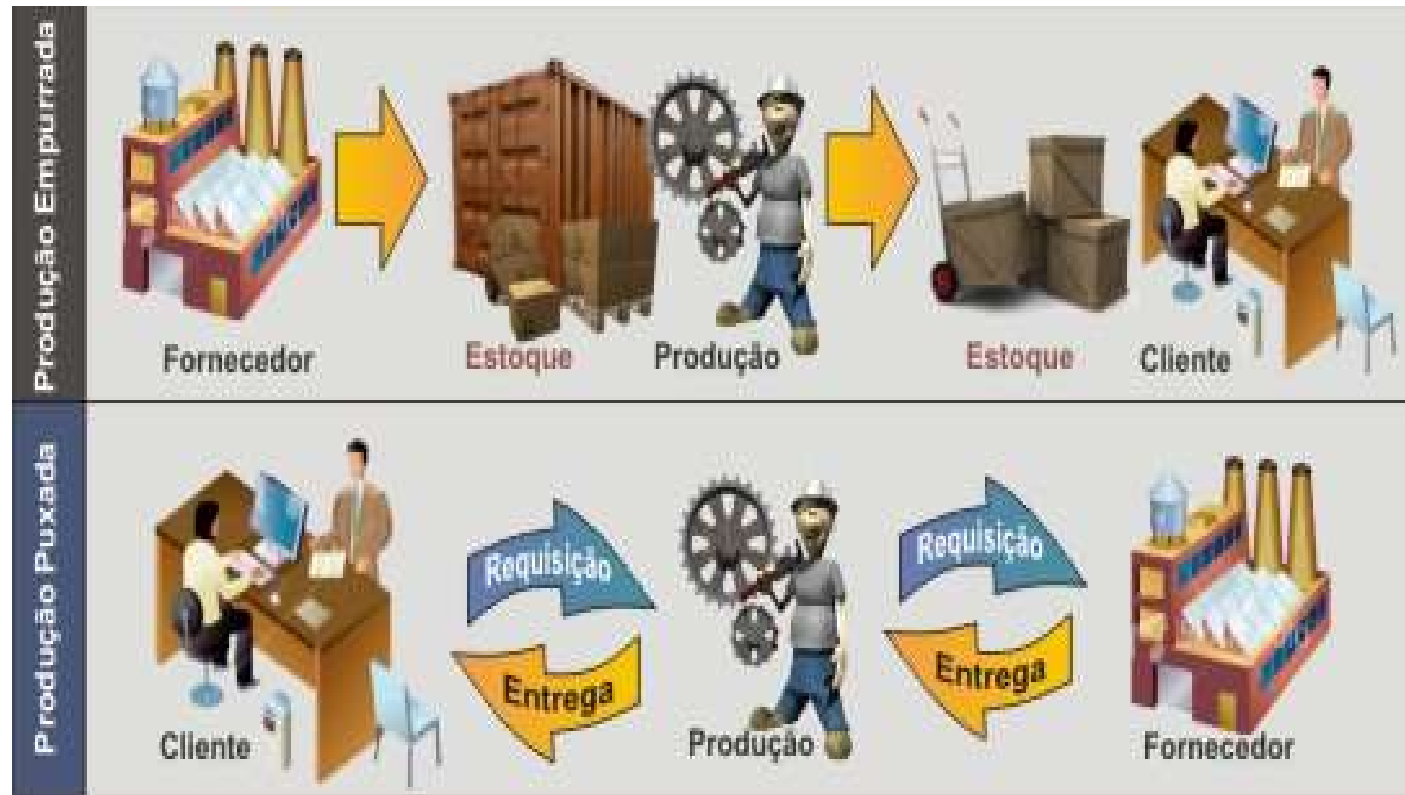 Produção Empurrada
Fornecedor
Estoque
Produção
Estoque
Cliente
Produção Puxada
Requisição
Entrega
Requisição
Entrega
Cliente
Produção
Fornecedor